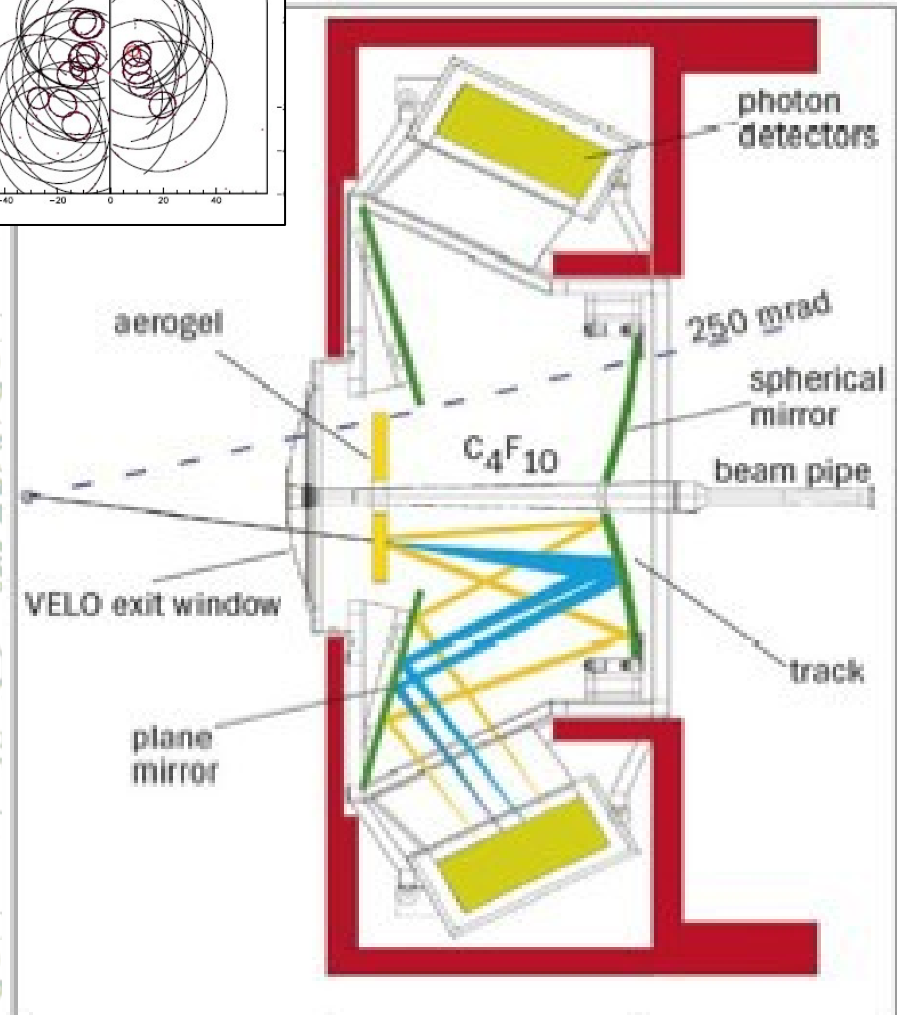 -40 -20 0 20 40
photon
detectors
250 mrad
aerogel
spherical
mirror
C4F10
beam pipe
VELO exit window
track
plane
mirror